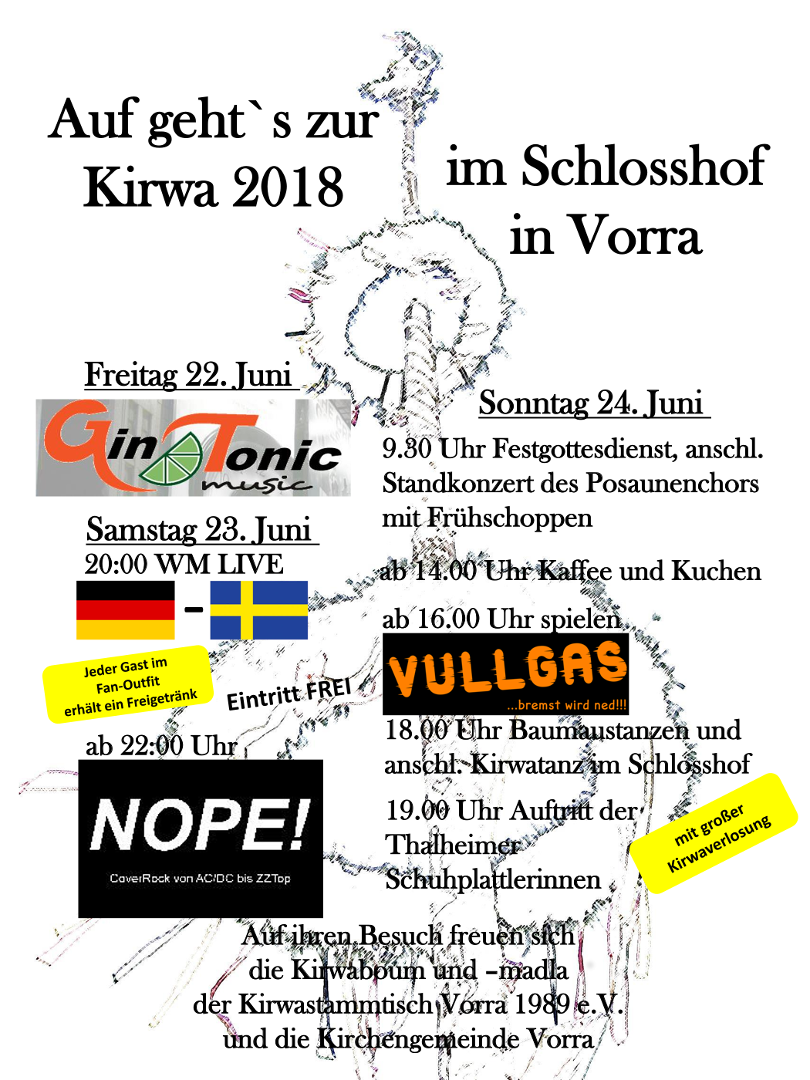 Auf geht`s zur
Kirwa 2018
im Schlosshof
in Vorra
Freitag 22. Juni
Gin Tonic
music
Samstag 23. Juni
20:00 WM LIVE
-
Jeder Gast im
Fan-Outfit
erhält ein Freigetränk
Eintritt FREI
ab 22:00 Uhr
NOPE!
CoverRock von AC/DC bis ZZTop
Sonntag 24. Juni
9.30 Uhr Festgottesdienst, anschl.
Standkonzert des Posaunenchors
mit Frühschoppen
ab 14.00 Uhr Kaffee und Kuchen
ab 16.00 Uhr spielen
VULLGAS
...bremst wird ned!!!
18.00 Uhr Baumaustanzen und
anschl. Kirwatanz im Schlosshof
19.00 Uhr Auftritt der
Thalheimer
Schuhplattlerinnen
mit großer
Kirwaverlosung
Auf ihren Besuch freuen sich
die Kirwaboum und –madla
der Kirwastammtisch Vorra 1989 e.V.
und die Kirchengemeinde Vorra